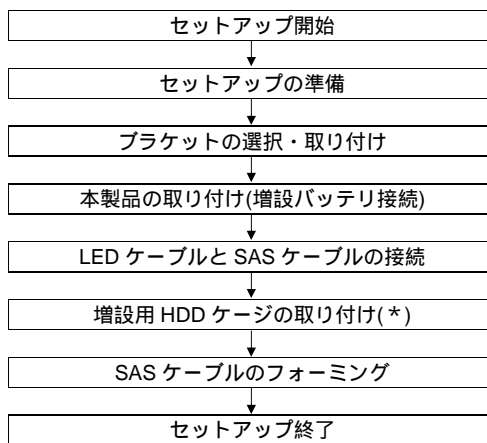 セットアップ開始
セットアップの準備
ブラケットの選択・取り付け
本製品の取り付け(増設バッテリ接続)
LED ケーブルと SAS ケーブルの接続
増設用 HDD ケージの取り付け(*)
SAS ケーブルのフォーミング
セットアップ終了